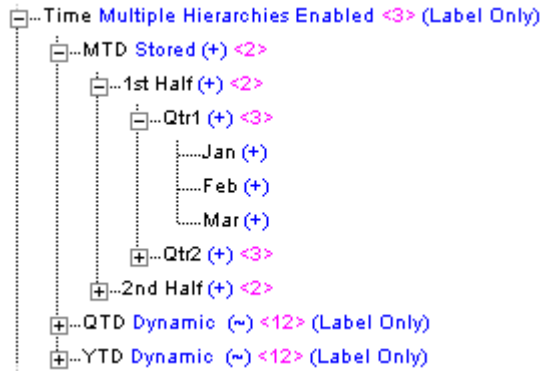 Time Multiple Hierarchies Enabled <3> (Label Only)
MTD Stored (+) <2>
1st Half (+) <2>
Qtr1 (+) <3>
Jan (+)
Feb (+)
Mar (+)
Qtr2 (+) <3>
2nd Half (+) <2>
QTD Dynamic (~) <12> (Label Only)
YTD Dynamic (~) <12> (Label Only)